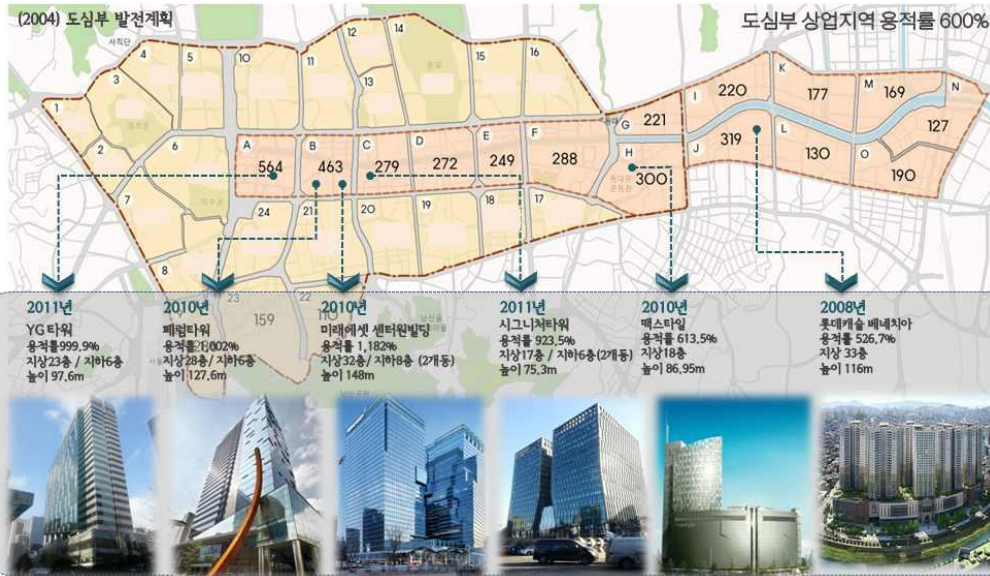 (2004) 도심부 발전계획
도심부 상업지역 용적률 600%
사직단
1
2
3
4
5
6
7
8
10
11
12
13
14
15
16
A
564
B
463
C
279
D
272
E
249
F
288
G
221
H
300
I
220
J
319
K
177
L
130
M
169
N
127
O
190
24
21
20
19
18
17
23
22
159
110
2011년
YG 타워
용적률999,9%
지상23층 / 지하6층
높이 97.6m
2010년
페럼타워
용적률 1,002%
지상28층/ 지하6층
높이 127.6m
2010년
미래에셋 센터원빌딩
용적률 1,182%
지상32층/ 지하8층 (2개동)
높이 148m
2011년
시그니처타워
용적률 923,5%
지상17층 / 지하6층(2개동)
높이 75,3m
2010년
맥스타일
용적률 613,5%
지상18층
높이 86,95m
2008년
롯데캐슬 베네치아
용적률 526,7%
지상 33층
높이 116m